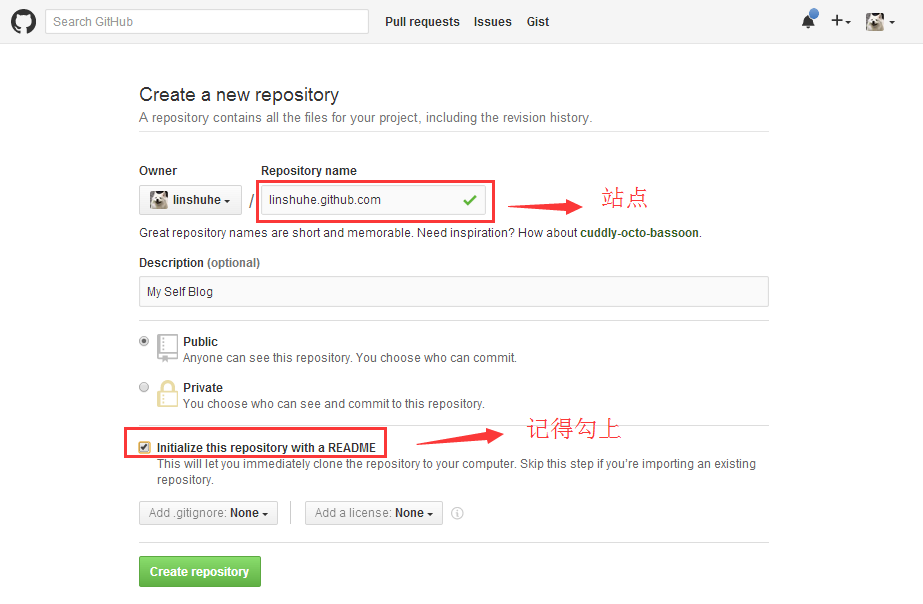 Search GitHub Pull requests Issues Gist
Create a new repository
A repository contains all the files for your project, including the revision history.
Owner Repository name
linshuhe / linshuhe.github.com 站点
Great repository names are short and memorable. Need inspiration? How about cuddly-octo-bassoon.
Description (optional)
My Self Blog
Public
Anyone can see this repository. You choose who can commit.
Private
You choose who can see and commit to this repository.
记得勾上
Initialize this repository with a README
This will let you immediately clone the repository to your computer. Skip this step if you're importing an existing
repository.
Add .gitignore: None Add a license: None
Create repository